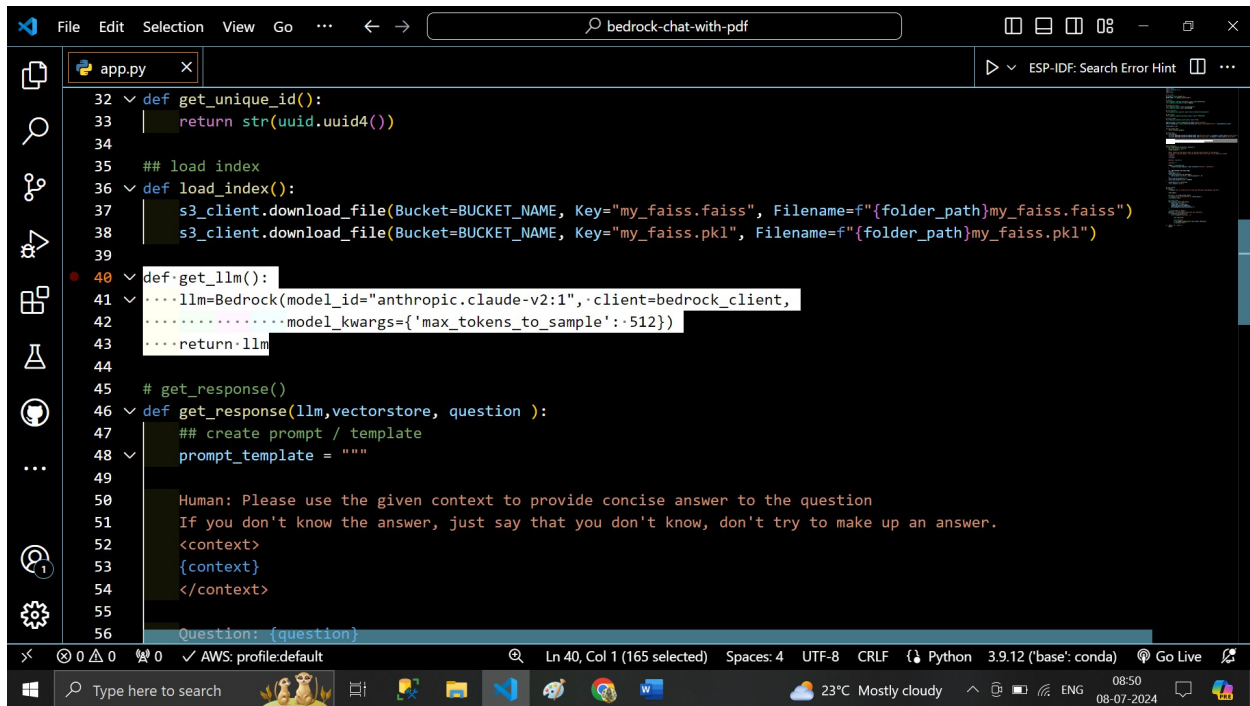 File Edit Selection View Go ··· bedrock-chat-with-pdf
app.py
ESP-IDF: Search Error Hint
32 def get_unique_id():
33     return str(uuid.uuid4())
34
35 ## load index
36 def load_index():
37     s3_client.download_file(Bucket=BUCKET_NAME, Key="my_faiss.faiss", Filename=f"{folder_path}my_faiss.faiss")
38     s3_client.download_file(Bucket=BUCKET_NAME, Key="my_faiss.pkl", Filename=f"{folder_path}my_faiss.pkl")
39
40 def get_llm():
41     llm=Bedrock(model_id="anthropic.claude-v2:1", client=bedrock_client,
42                 model_kwargs={'max_tokens_to_sample': 512})
43     return llm
44
45 # get_response()
46 def get_response(llm,vectorstore, question ):
47     ## create prompt / template
48     prompt_template = """
49
50     Human: Please use the given context to provide concise answer to the question
51     If you don't know the answer, just say that you don't know, don't try to make up an answer.
52     <context>
53     {context}
54     </context>
55
56     Question: {question}
1
0 0 0 AWS: profile:default Ln 40, Col 1 (165 selected) Spaces: 4 UTF-8 CRLF Python 3.9.12 ('base': conda) Go Live
Type here to search 23°C Mostly cloudy ENG 08:50
08-07-2024
PRE